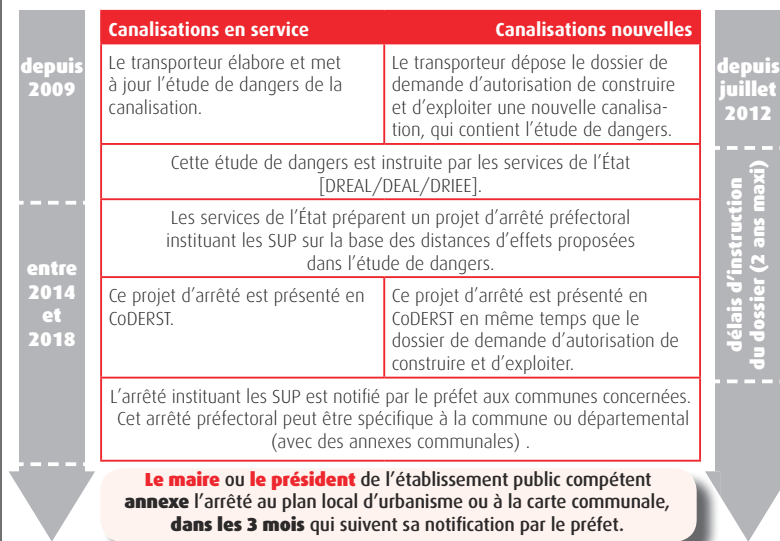 Canalisations en service
Canalisations nouvelles
depuis
2009
Le transporteur élabore et met
à jour l'étude de dangers de la
canalisation.
Le transporteur dépose le dossier de
demande d'autorisation de construire
et d'exploiter une nouvelle canalisa-
tion, qui contient l'étude de dangers.
depuis
juillet
2012
Cette étude de dangers est instruite par les services de l'État
[DREAL/DEAL/DRIEE].
Les services de l'État préparent un projet d'arrêté préfectoral
instituant les SUP sur la base des distances d'effets proposées
dans l'étude de dangers.
entre
2014
et
2018
Ce projet d'arrêté est présenté en
CoDERST.
Ce projet d'arrêté est présenté en
CoDERST en même temps que le
dossier de demande d'autorisation de
construire et d'exploiter.
délais d'instruction
du dossier (2 ans maxi)
L'arrêté instituant les SUP est notifié par le préfet aux communes concernées.
Cet arrêté préfectoral peut être spécifique à la commune ou départemental
(avec des annexes communales) .
Le maire ou le président de l'établissement public compétent
annexe l'arrêté au plan local d'urbanisme ou à la carte communale,
dans les 3 mois qui suivent sa notification par le préfet.